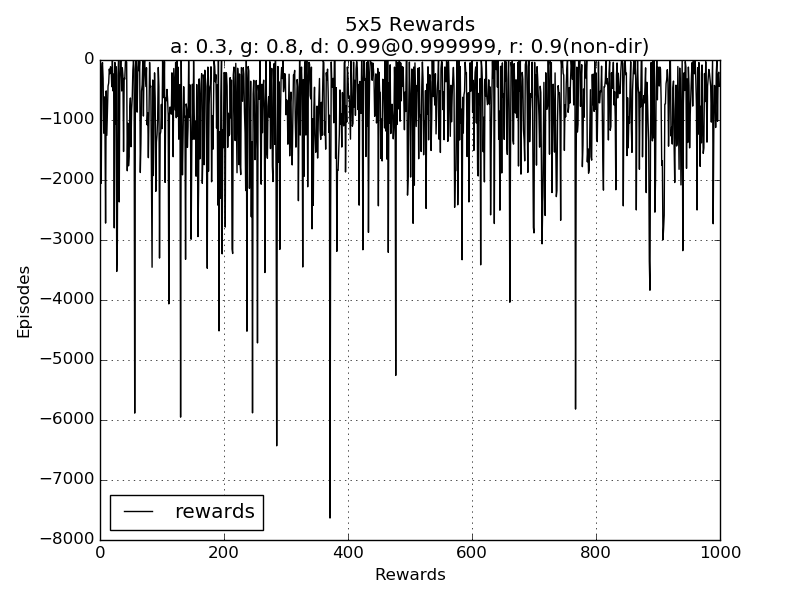 5x5 Rewards
a: 0.3, g: 0.8, d: 0.99@0.999999, r: 0.9(non-dir)
0
−1000
−2000
−3000
−4000
−5000
−6000
−7000
−8000
Episodes
rewards
0 200 400 600 800 1000
Rewards